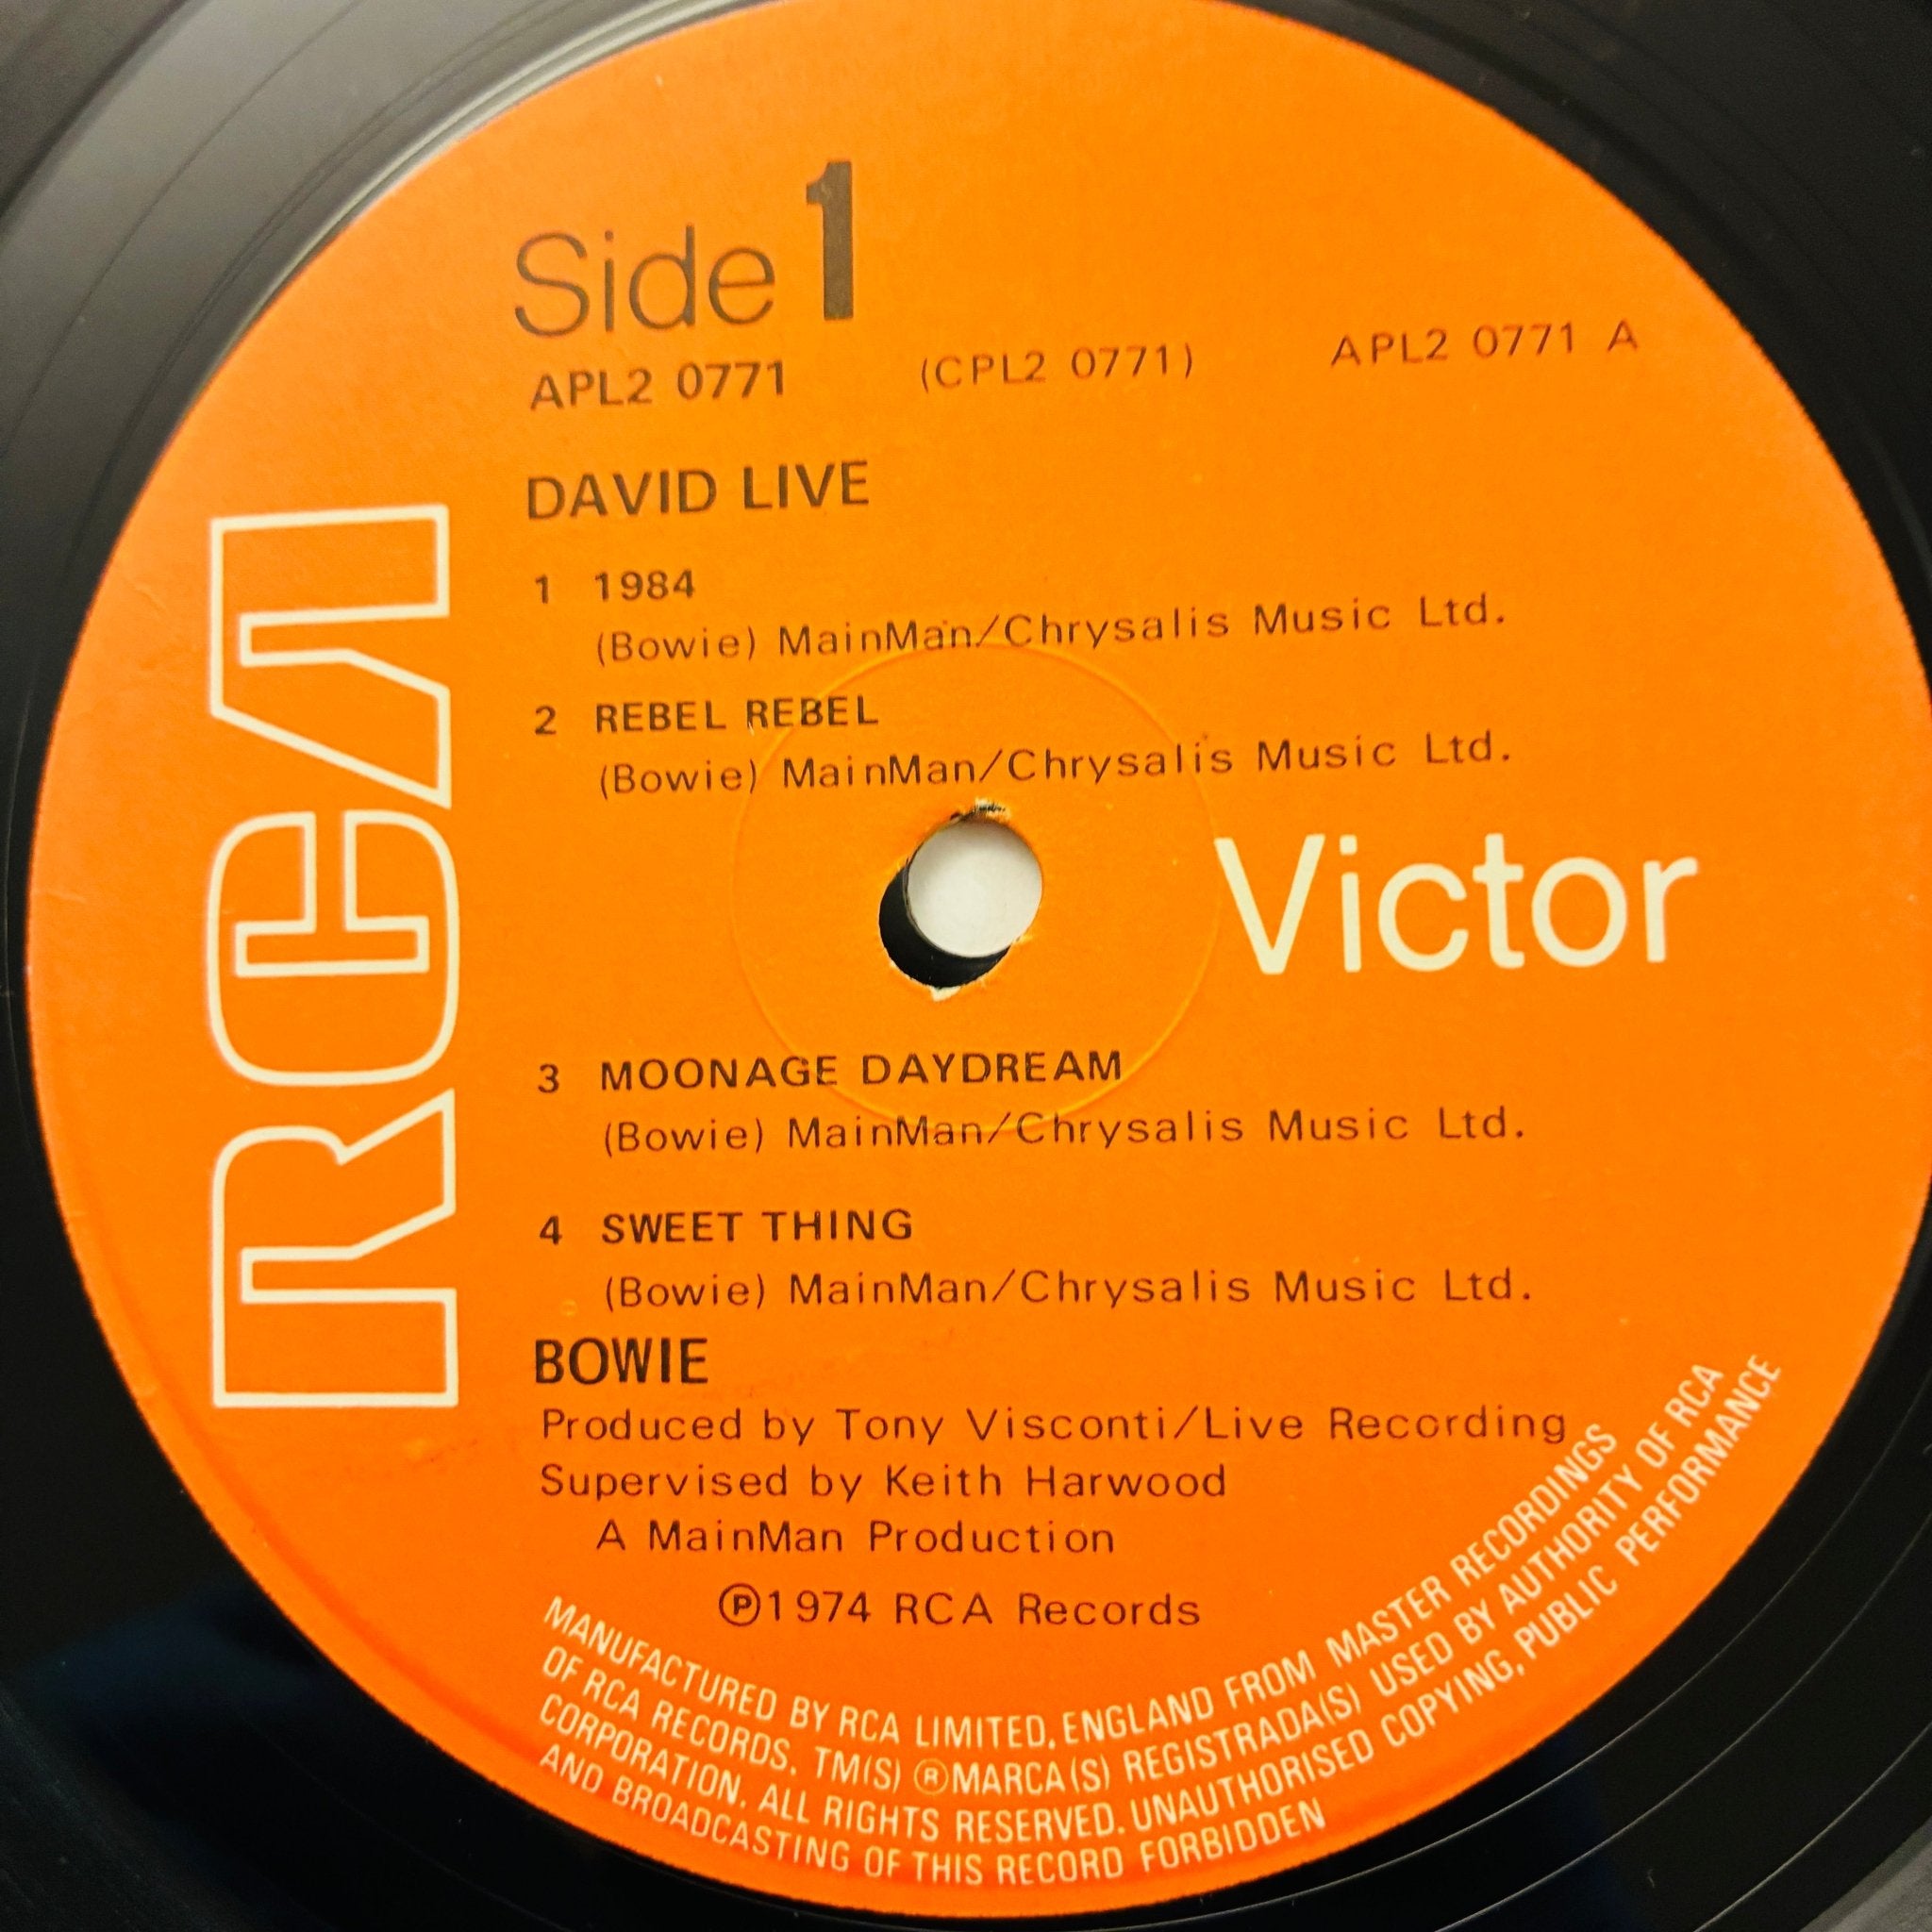 Side 1
APL2 0771 (CPL2 0771) APL2 0771 A
DAVID LIVE
1 1984
(Bowie) MainMan/Chrysalis Music Ltd.
2 REBEL REBEL
(Bowie) MainMan/Chrysalis Music Ltd.
RCA
Victor
3 MOONAGE DAYDREAM
(Bowie) MainMan/Chrysalis Music Ltd.
4 SWEET THING
(Bowie) MainMan/Chrysalis Music Ltd.
BOWIE
Produced by Tony Visconti/Live Recording
Supervised by Keith Harwood
A MainMan Production
℗1974 RCA Records
MANUFACTURED BY RCA LIMITED, ENGLAND FROM MASTER RECORDINGS
OF RCA RECORDS. TM(S) ®MARCA(S) REGISTRADA(S) USED BY AUTHORITY OF RCA
CORPORATION. ALL RIGHTS RESERVED. UNAUTHORISED COPYING, PUBLIC PERFORMANCE
AND BROADCASTING OF THIS RECORD FORBIDDEN